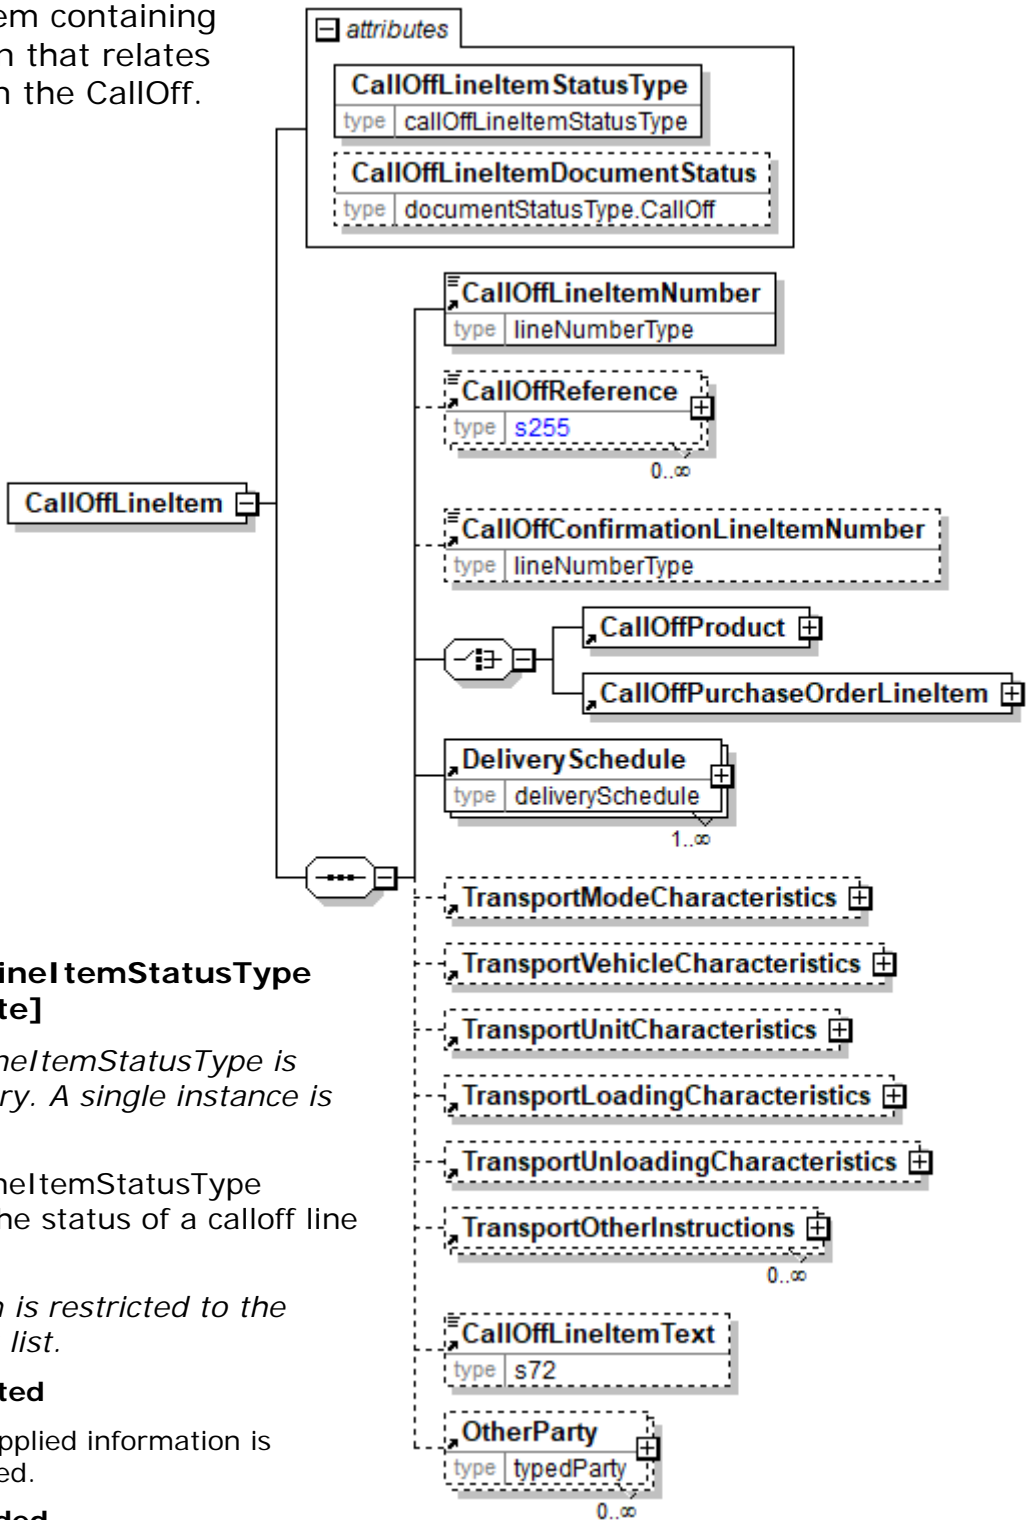 em containing
n that relates
n the CallOff.
attributes
CallOffLineItemStatusType
type callOffLineItemStatusType
CallOffLineItemDocumentStatus
type documentStatusType.CallOff
CallOffLineItemNumber
type lineNumberType
CallOffReference
type s255
0..∞
CallOffLineItem
CallOffConfirmationLineItemNumber
type lineNumberType
CallOffProduct
CallOffPurchaseOrderLineItem
DeliverySchedule
type deliverySchedule
1..∞
TransportModeCharacteristics
TransportVehicleCharacteristics
TransportUnitCharacteristics
TransportLoadingCharacteristics
TransportUnloadingCharacteristics
TransportOtherInstructions
0..∞
CallOffLineItemText
type s72
OtherParty
type typedParty
0..∞
ineItemStatusType
te]
neItemStatusType is
ry. A single instance is
neItemStatusType
he status of a calloff line
n is restricted to the
list.
ted
pplied information is
ed.
ded